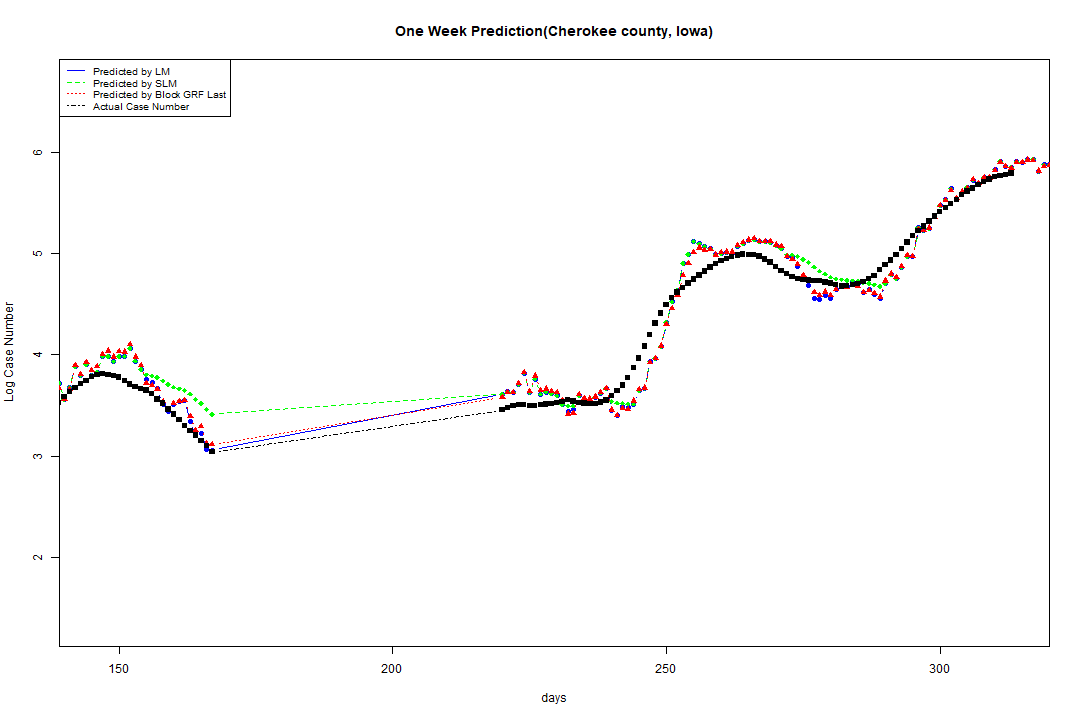 One Week Prediction(Cherokee county, Iowa)
Predicted by LM
Predicted by SLM
Predicted by Block GRF Last
Actual Case Number
Log Case Number
6
5
4
3
2
150 200 250 300
days